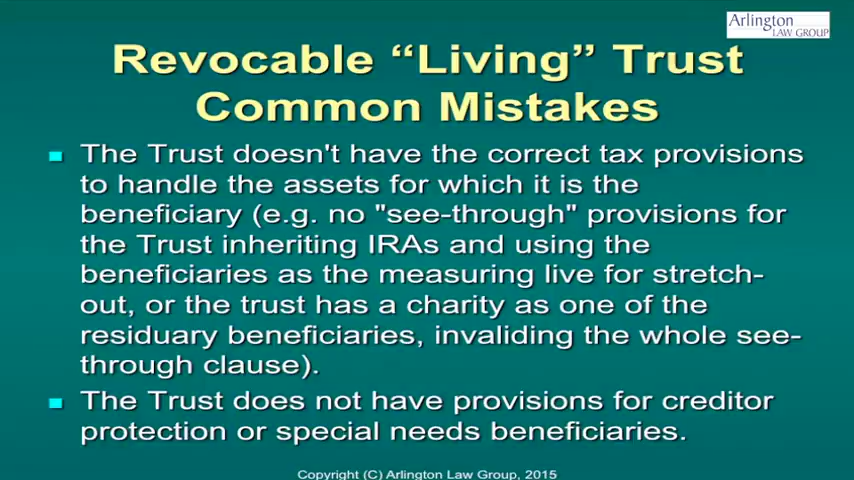 Arlington
LAW GROUP
Revocable “Living” Trust
Common Mistakes
The Trust doesn't have the correct tax provisions
to handle the assets for which it is the
beneficiary (e.g. no "see-through" provisions for
the Trust inheriting IRAs and using the
beneficiaries as the measuring live for stretch-
out, or the trust has a charity as one of the
residuary beneficiaries, invaliding the whole see-
through clause).
The Trust does not have provisions for creditor
protection or special needs beneficiaries.
Copyright (C) Arlington Law Group, 2015